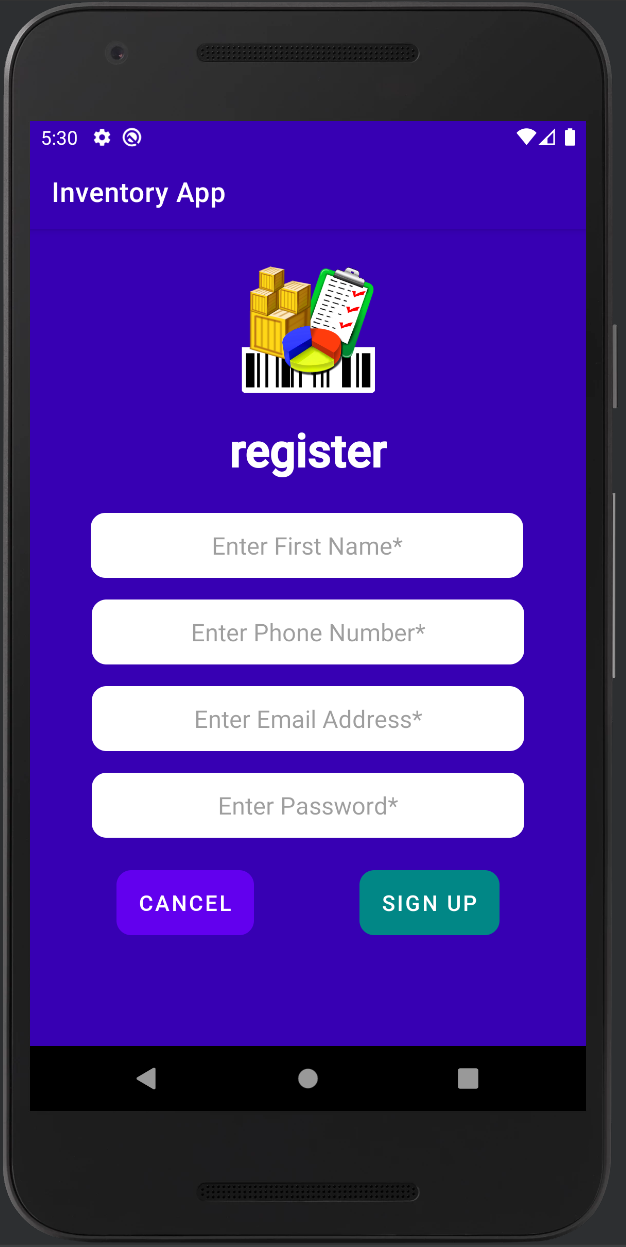 5:30
Inventory App
register
Enter First Name*
Enter Phone Number*
Enter Email Address*
Enter Password*
CANCEL
SIGN UP